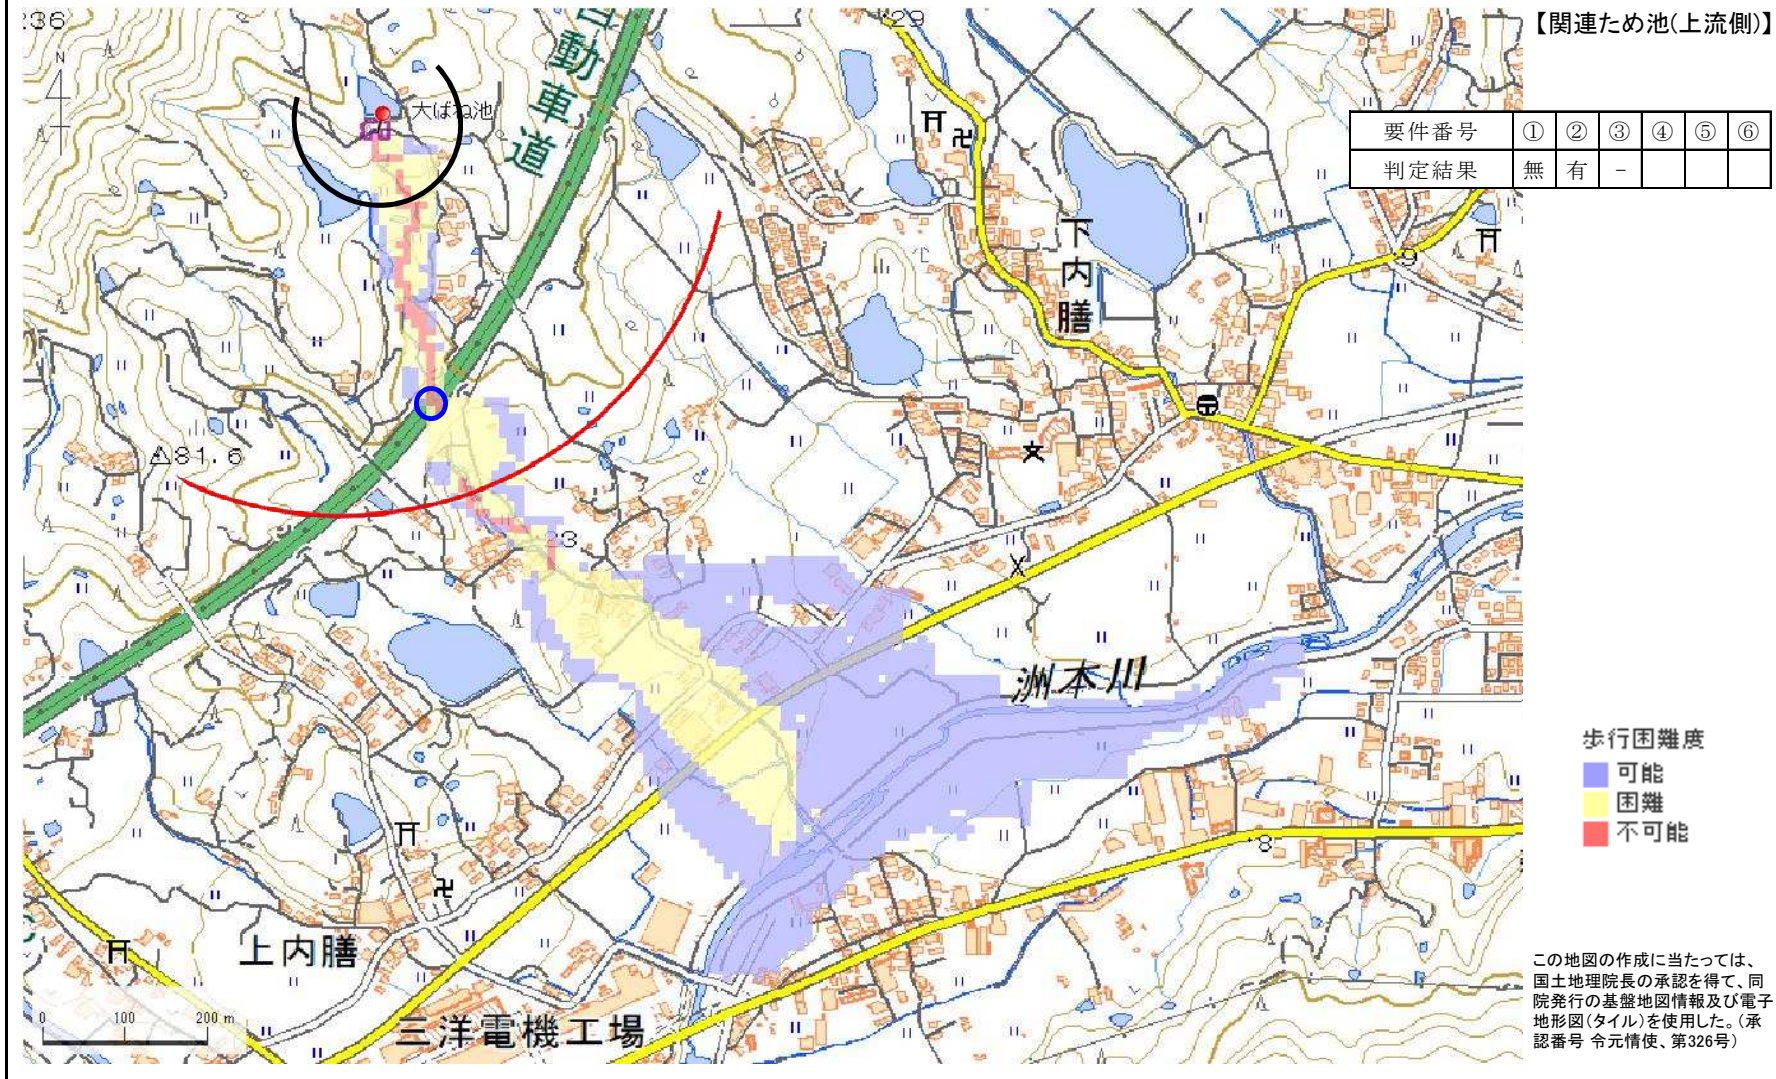 【関連ため池(上流側)】
要件番号 ① ② ③ ④ ⑤ ⑥
判定結果 無 有 -
236
29
N
自動車道
大ばね池
下内膳
9
81.6
23
洲本川
8
上内膳
三洋電機工場
0 100 200 m
歩行困難度
可能
困難
不可能
この地図の作成に当たっては、
国土地理院長の承認を得て、同
院発行の基盤地図情報及び電子
地形図(タイル)を使用した。(承
認番号 令元情使、第326号)